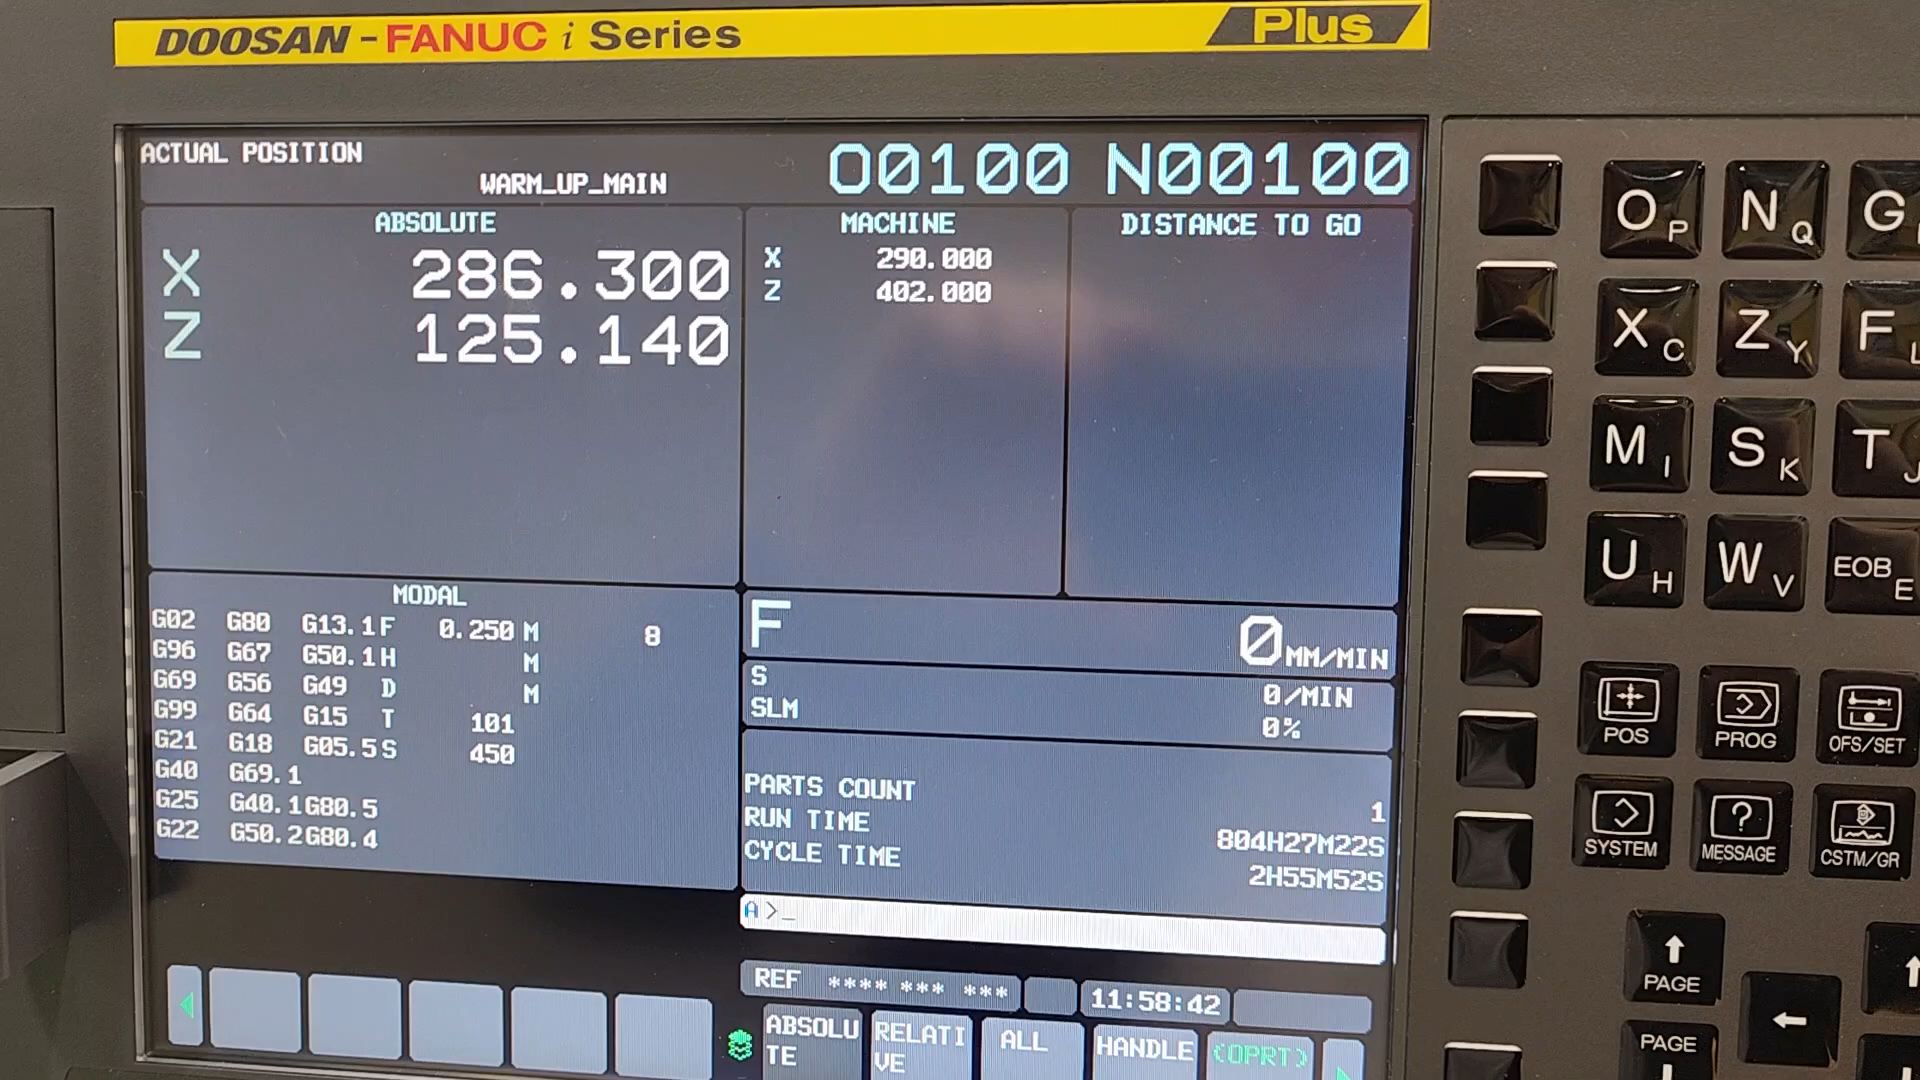 DOOSAN-FANUC i Series Plus
ACTUAL POSITION
WARM_UP_MAIN
O0100 N00100
ABSOLUTE
X 286.300
Z 125.140
MACHINE
X 290.000
Z 402.000
DISTANCE TO GO
MODAL
G02 G80 G13.1 F 0.250 M 8
G96 G67 G50.1 H M
G69 G56 G49 D M
G99 G64 G15 T 101
G21 G18 G05.5 S 450
G40 G69.1
G25 G40.1 G80.5
G22 G50.2 G80.4
F 0 MM/MIN
S 0/MIN
SLM 0%
PARTS COUNT 1
RUN TIME 804H27M22S
CYCLE TIME 2H55M52S
A>_
REF **** *** ***
11:58:42
ABSOLU
TE
RELATI
VE
ALL
HANDLE
(OPRT)
O P
N Q
G
X C
Z Y
F L
M I
S K
T J
U H
W V
EOB E
POS
PROG
OFS/SET
SYSTEM
? MESSAGE
CSTM/GR
↑ PAGE
←
↑
PAGE